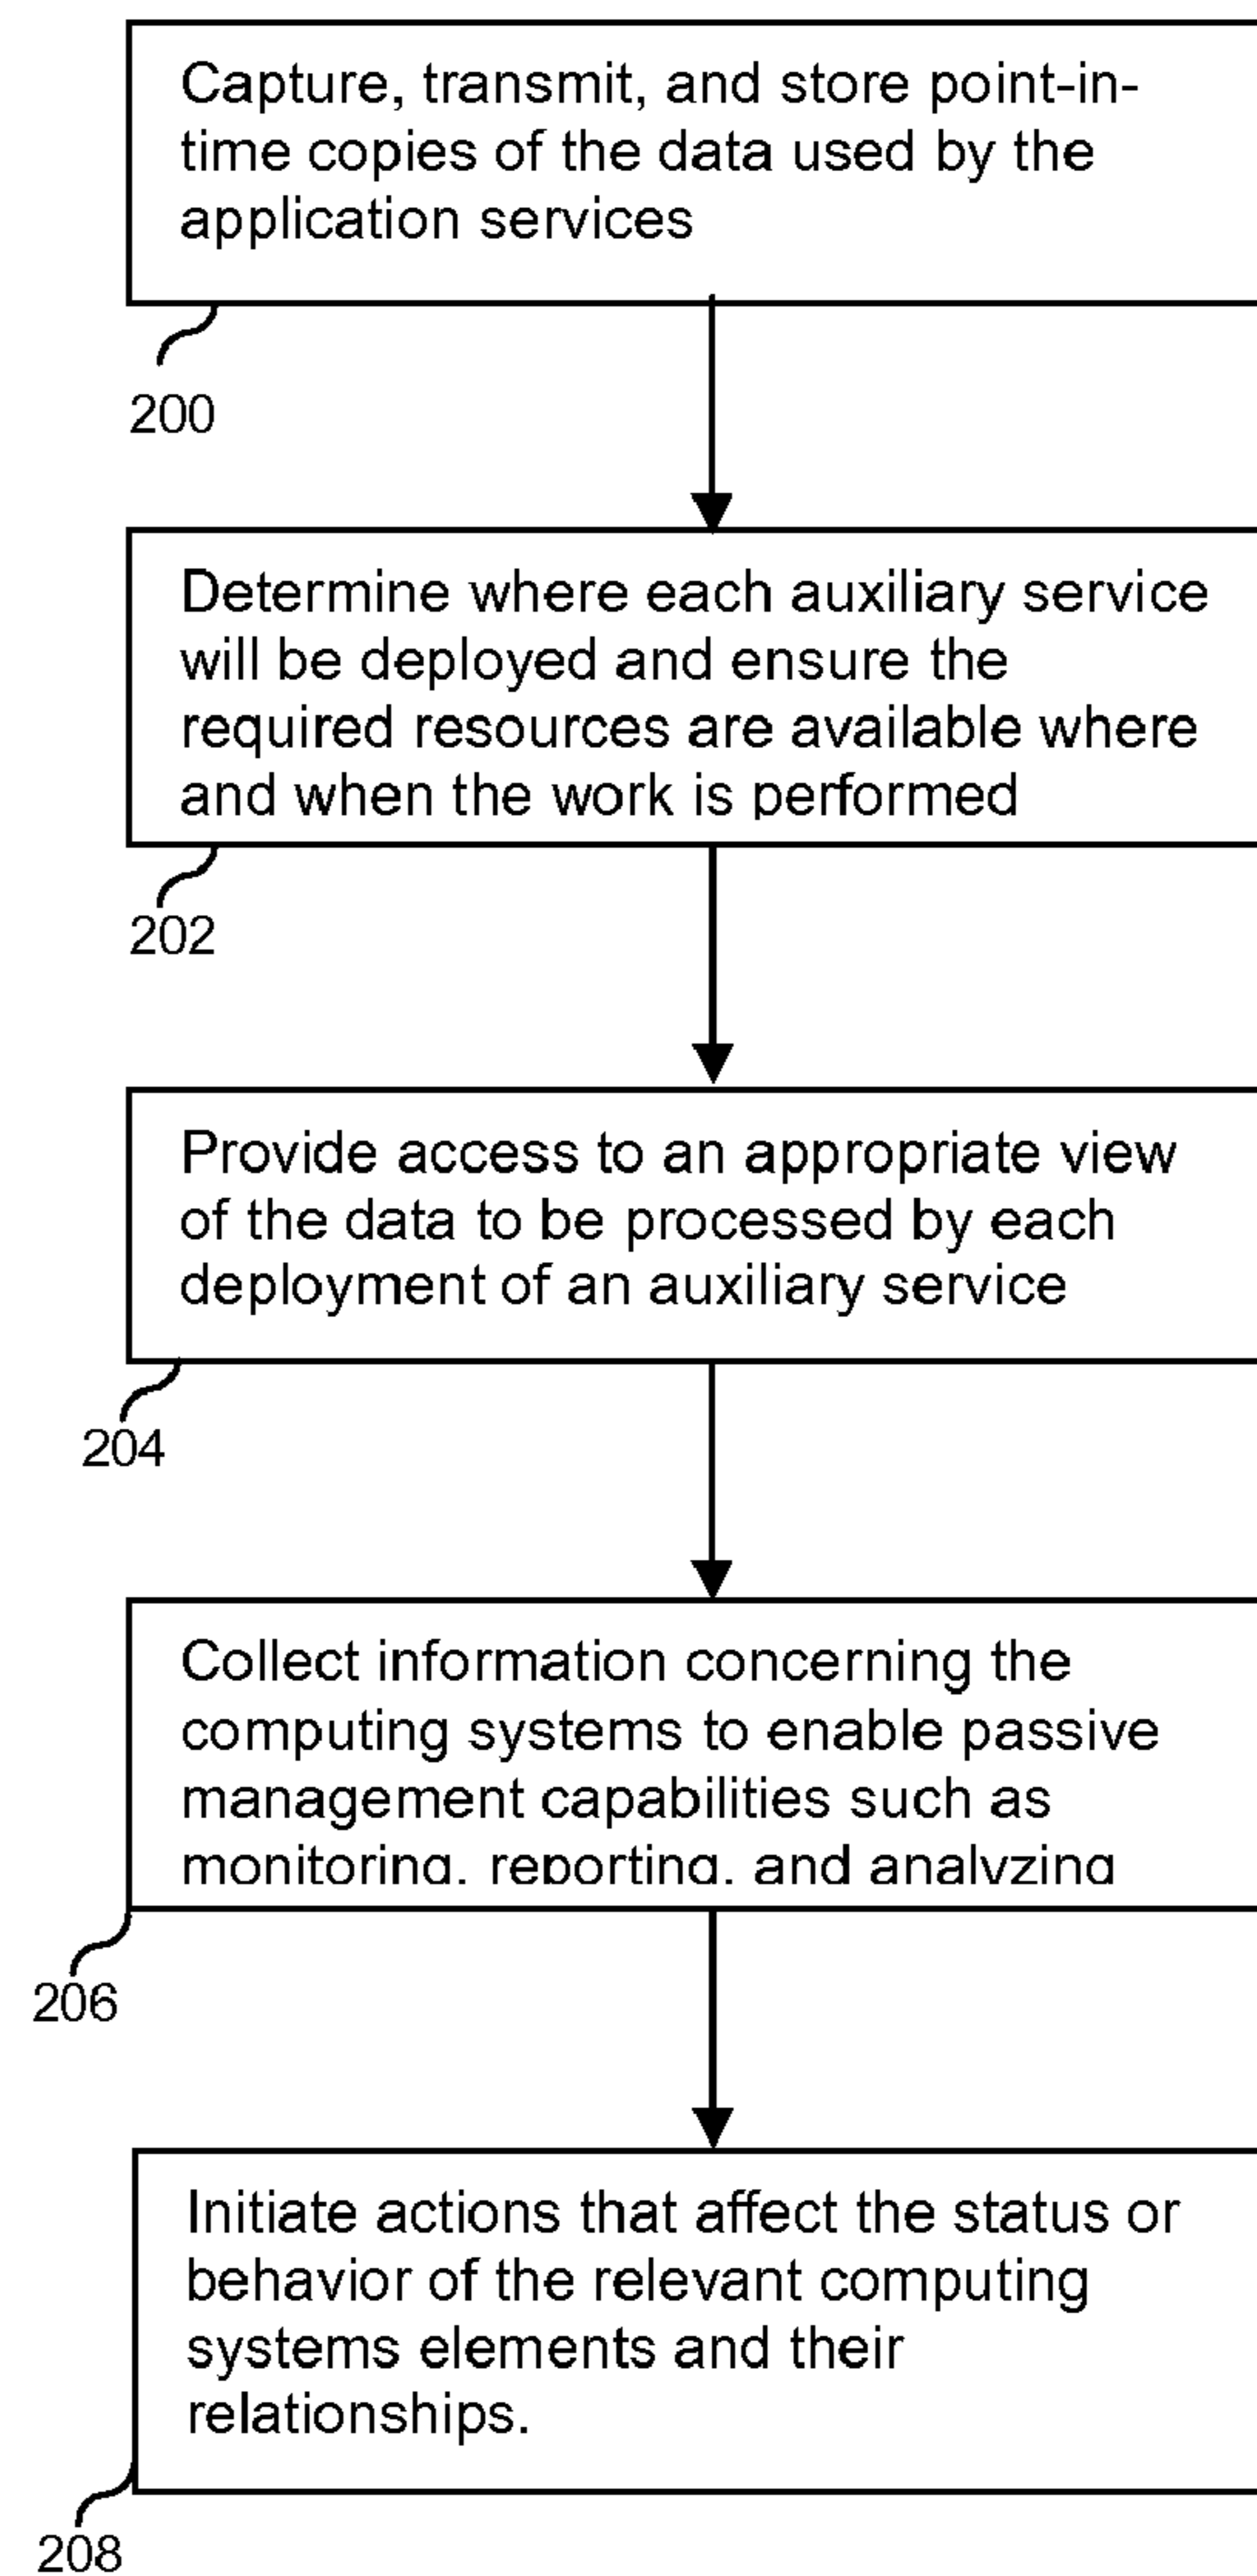 Capture, transmit, and store point-in-
time copies of the data used by the
application services
200
Determine where each auxiliary service
will be deployed and ensure the
required resources are available where
and when the work is performed
202
Provide access to an appropriate view
of the data to be processed by each
deployment of an auxiliary service
204
Collect information concerning the
computing systems to enable passive
management capabilities such as
monitoring, reporting, and analyzing
206
Initiate actions that affect the status or
behavior of the relevant computing
systems elements and their
relationships.
208